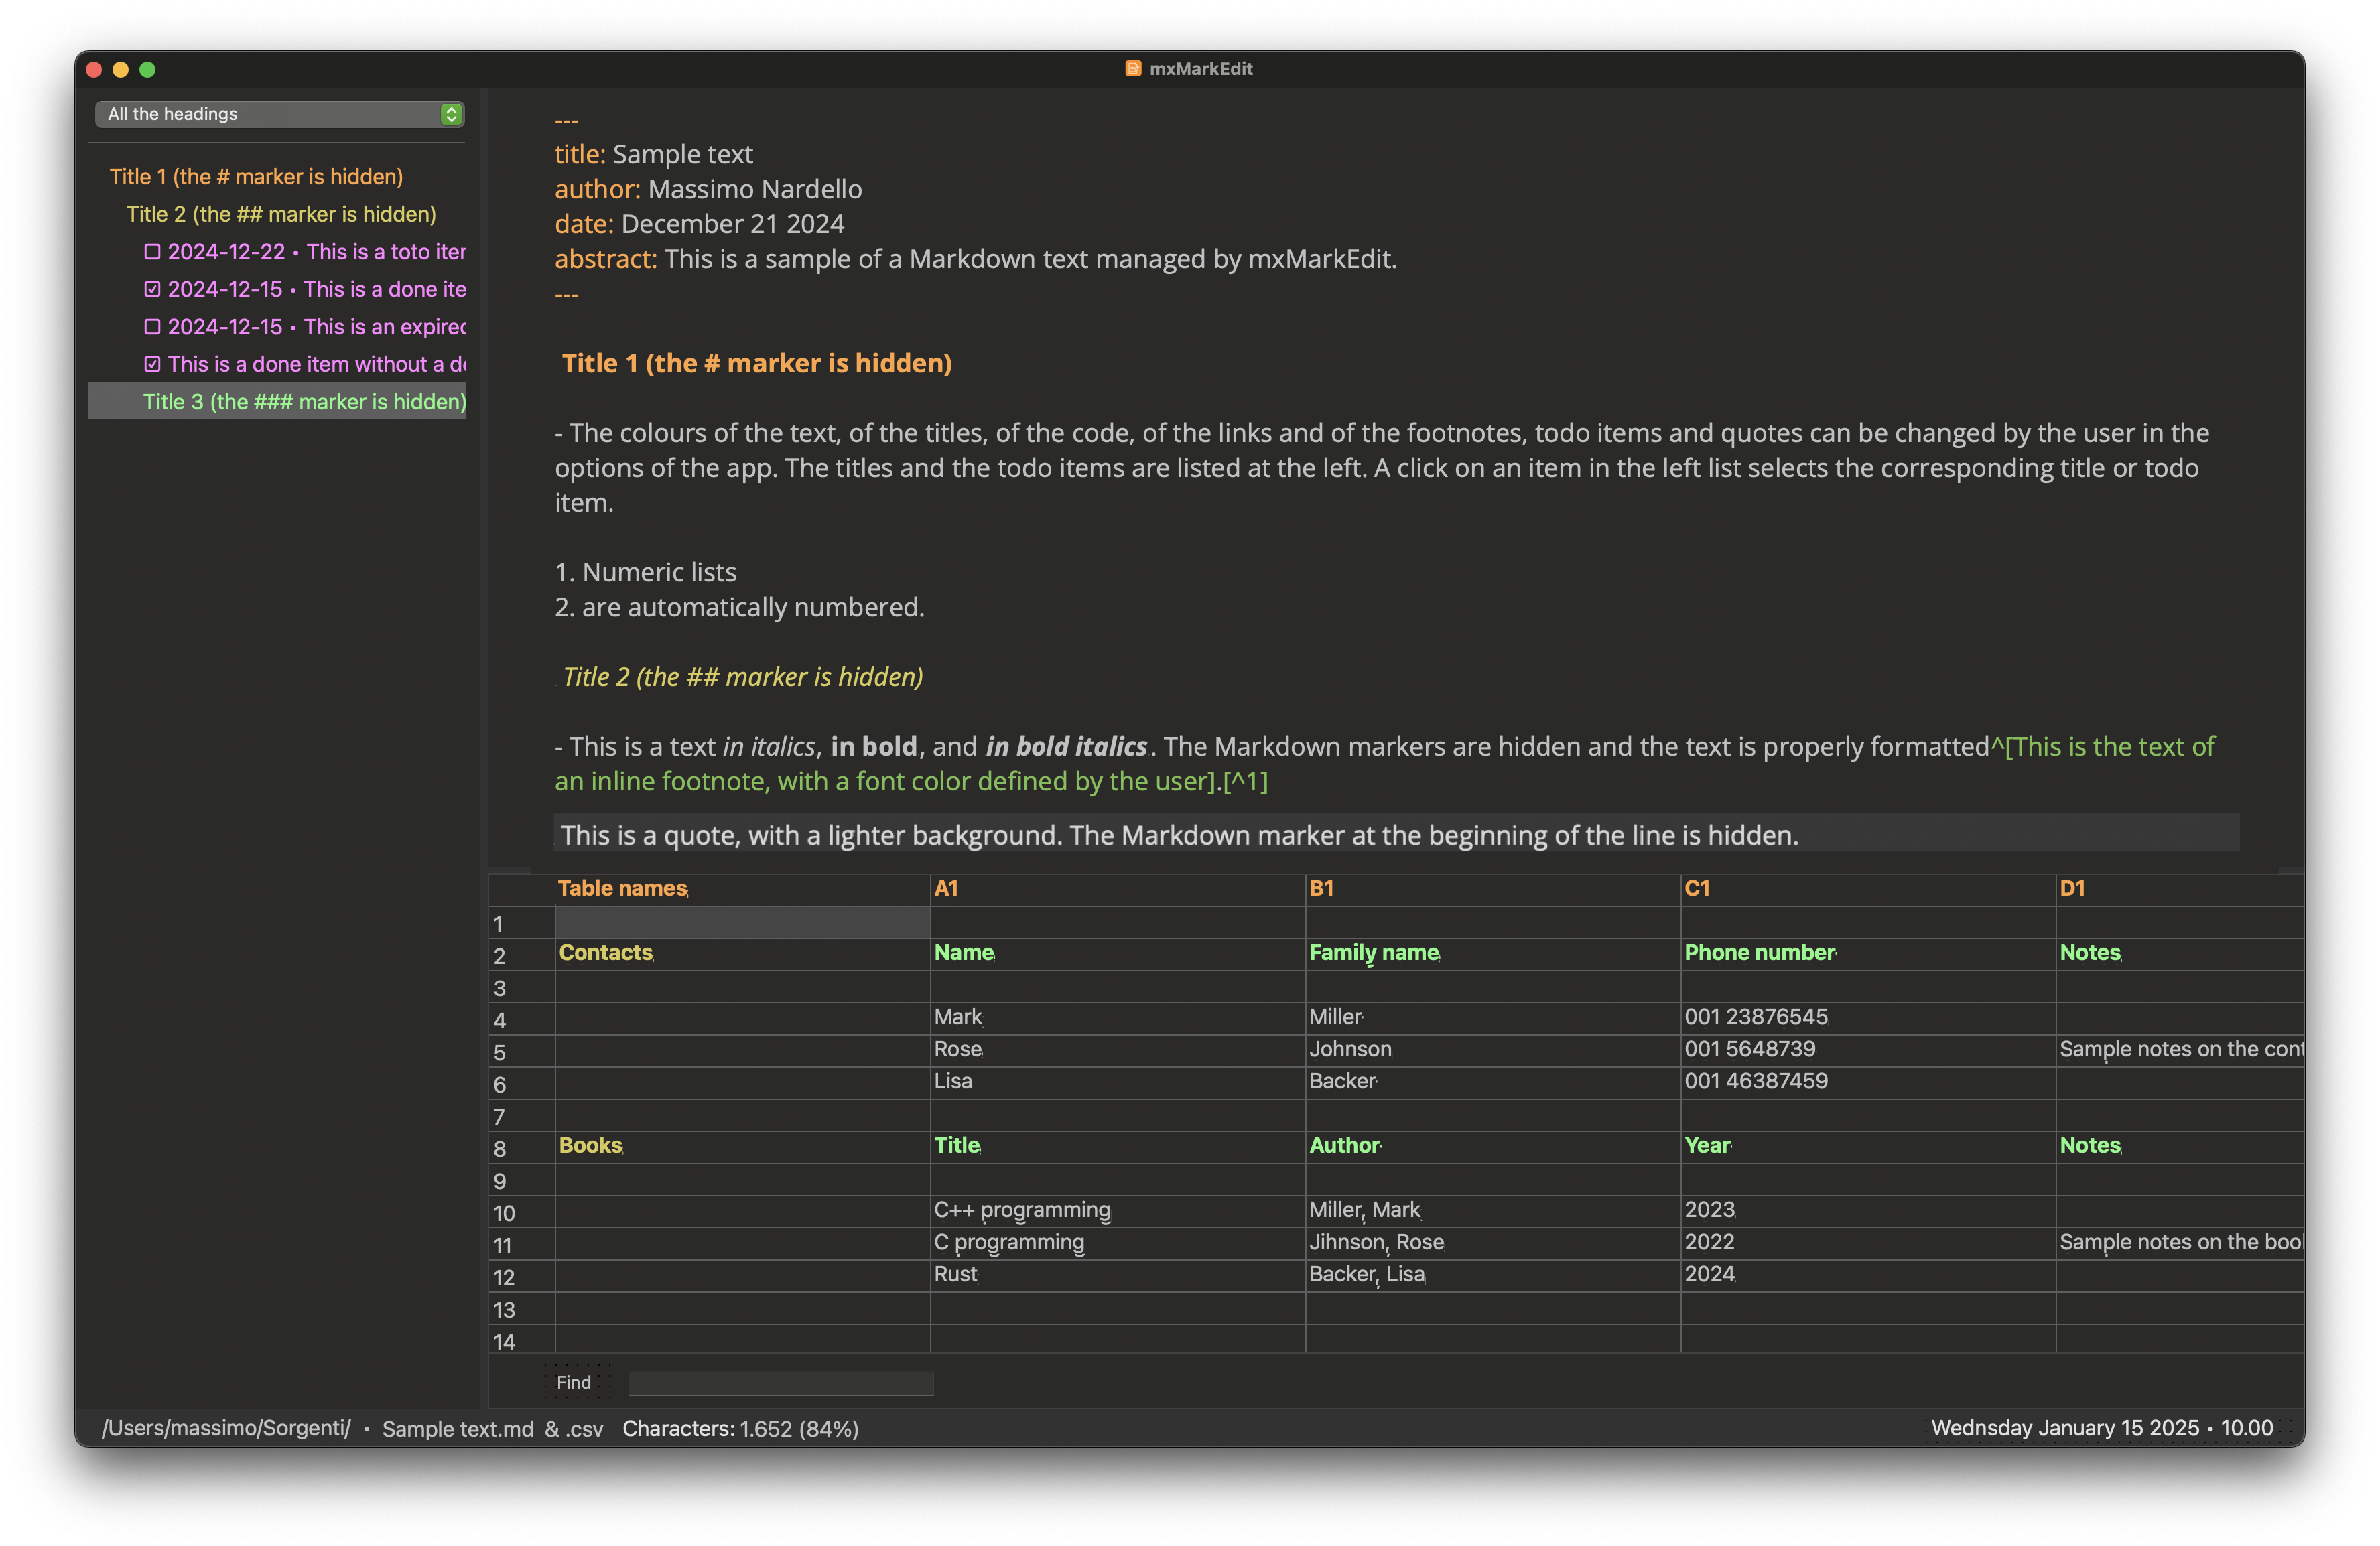 mxMarkEdit
All the headings
Title 1 (the # marker is hidden)
Title 2 (the ## marker is hidden)
2024-12-22 • This is a toto iter
2024-12-15 • This is a done ite
2024-12-15 • This is an expired
This is a done item without a de
Title 3 (the ### marker is hidden)
---
title: Sample text
author: Massimo Nardello
date: December 21 2024
abstract: This is a sample of a Markdown text managed by mxMarkEdit.
---
Title 1 (the # marker is hidden)
- The colours of the text, of the titles, of the code, of the links and of the footnotes, todo items and quotes can be changed by the user in the
options of the app. The titles and the todo items are listed at the left. A click on an item in the left list selects the corresponding title or todo
item.
1. Numeric lists
2. are automatically numbered.
Title 2 (the ## marker is hidden)
- This is a text in italics, in bold, and in bold italics. The Markdown markers are hidden and the text is properly formatted^[This is the text of
an inline footnote, with a font color defined by the user].[^1]
This is a quote, with a lighter background. The Markdown marker at the beginning of the line is hidden.
Table names A1 B1 C1 D1
1
2 Contacts Name Family name Phone number Notes
3
4 Mark Miller 001 23876545
5 Rose Johnson 001 5648739 Sample notes on the cont
6 Lisa Backer 001 46387459
7
8 Books Title Author Year Notes
9
10 C++ programming Miller, Mark 2023
11 C programming Jihnson, Rose 2022 Sample notes on the boo
12 Rust Backer, Lisa 2024
13
14
Find
/Users/massimo/Sorgenti/ • Sample text.md & .csv Characters: 1.652 (84%) Wednsday January 15 2025 • 10.00